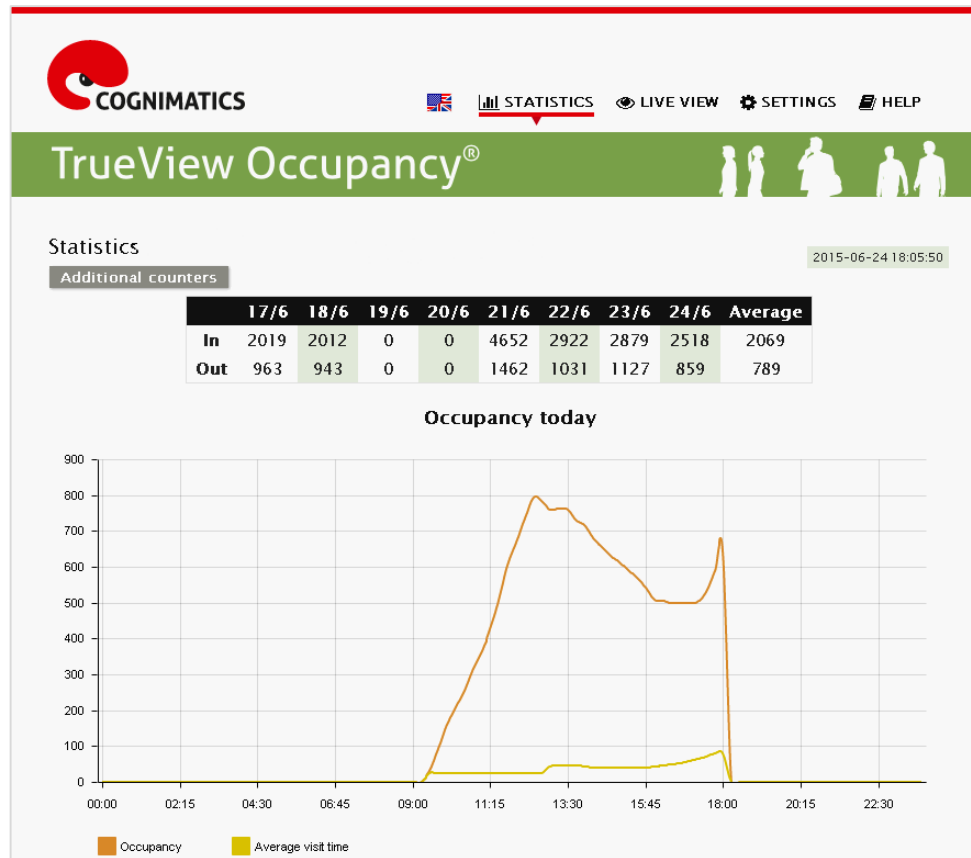 COGNIMATICS
STATISTICS LIVE VIEW SETTINGS HELP
TrueView Occupancy®
Statistics
2015-06-24 18:05:50
Additional counters
17/6 18/6 19/6 20/6 21/6 22/6 23/6 24/6 Average
In 2019 2012 0 0 4652 2922 2879 2518 2069
Out 963 943 0 0 1462 1031 1127 859 789
Occupancy today
900
800
700
600
500
400
300
200
100
0
00:00 02:15 04:30 06:45 09:00 11:15 13:30 15:45 18:00 20:15 22:30
Occupancy Average visit time